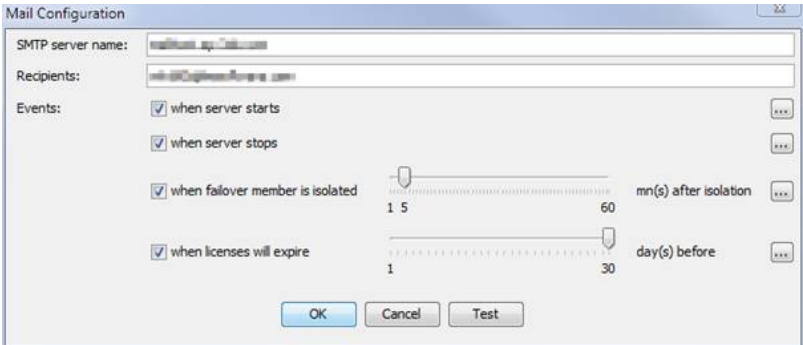 Mail Configuration
SMTP server name:
Recipients:
Events: when server starts ...
when server stops ...
when failover member is isolated 1 5 60 mn(s) after isolation ...
when licenses will expire 1 30 day(s) before ...
OK Cancel Test